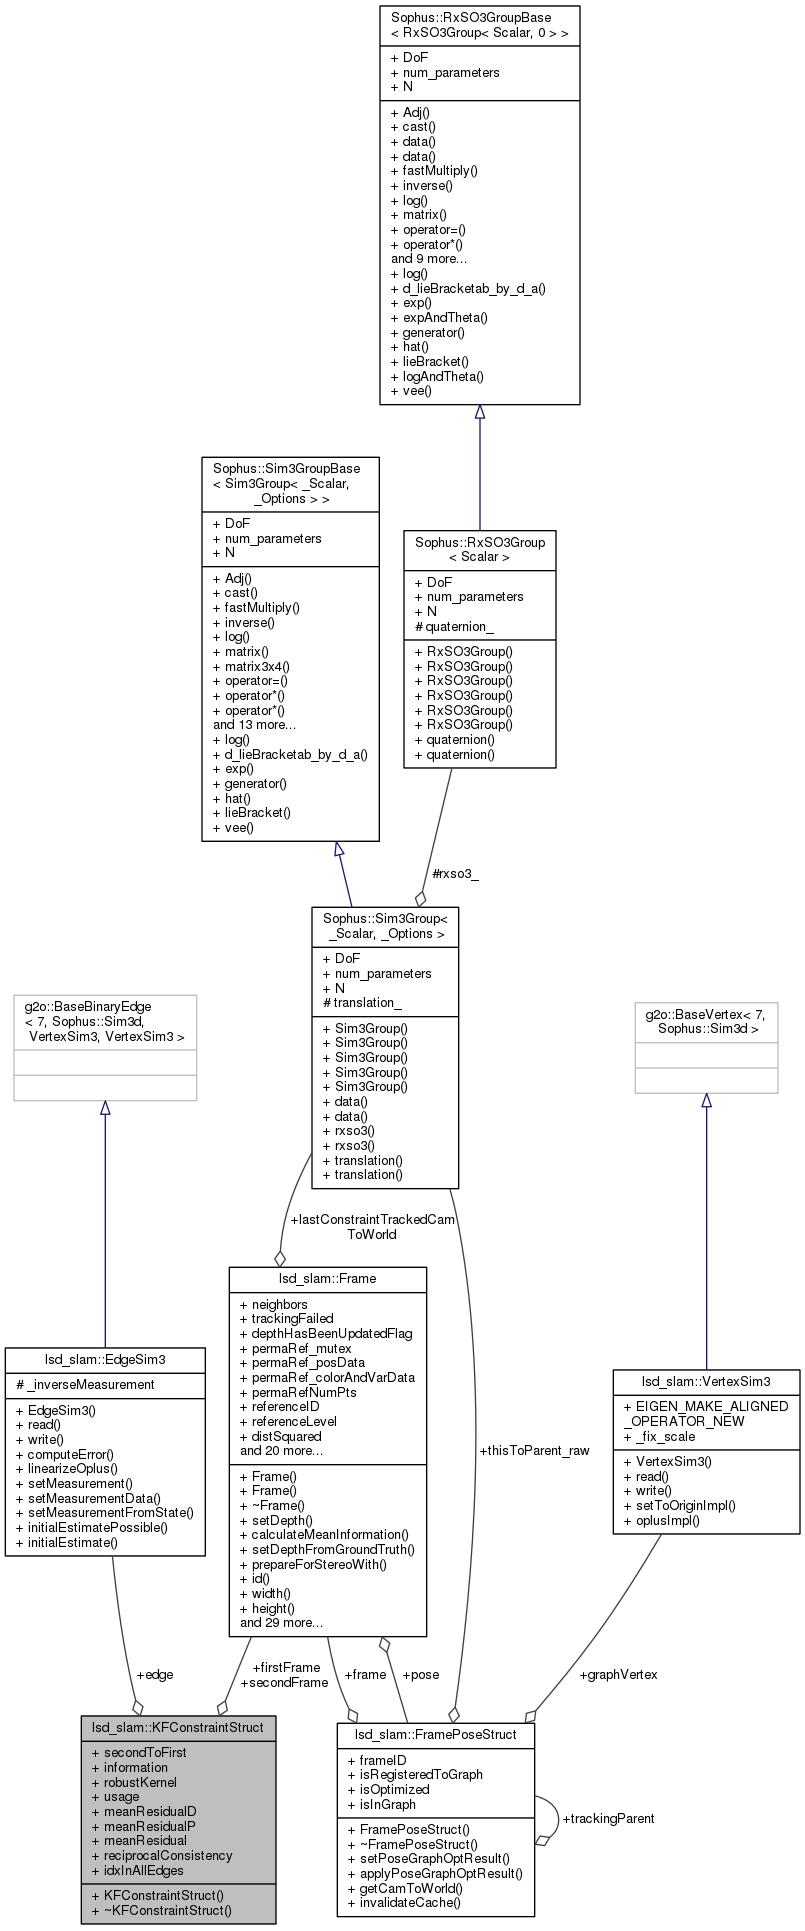 Sophus::RxSO3GroupBase
< RxSO3Group< Scalar, 0 > >
+ DoF
+ num_parameters
+ N
+ Adj()
+ cast()
+ data()
+ data()
+ fastMultiply()
+ inverse()
+ log()
+ matrix()
+ operator=()
+ operator*()
and 9 more...
+ log()
+ d_lieBracketab_by_d_a()
+ exp()
+ expAndTheta()
+ generator()
+ hat()
+ lieBracket()
+ logAndTheta()
+ vee()
Sophus::Sim3GroupBase
< Sim3Group< _Scalar,
_Options > >
+ DoF
+ num_parameters
+ N
+ Adj()
+ cast()
+ fastMultiply()
+ inverse()
+ log()
+ matrix()
+ matrix3x4()
+ operator=()
+ operator*()
+ operator*()
and 13 more...
+ log()
+ d_lieBracketab_by_d_a()
+ exp()
+ generator()
+ hat()
+ lieBracket()
+ vee()
Sophus::RxSO3Group
< Scalar >
+ DoF
+ num_parameters
+ N
# quaternion_
+ RxSO3Group()
+ RxSO3Group()
+ RxSO3Group()
+ RxSO3Group()
+ RxSO3Group()
+ RxSO3Group()
+ quaternion()
+ quaternion()
#rxso3_
Sophus::Sim3Group<
_Scalar, _Options >
+ DoF
+ num_parameters
+ N
# translation_
+ Sim3Group()
+ Sim3Group()
+ Sim3Group()
+ Sim3Group()
+ Sim3Group()
+ data()
+ data()
+ rxso3()
+ rxso3()
+ translation()
+ translation()
g2o::BaseBinaryEdge
< 7, Sophus::Sim3d,
VertexSim3, VertexSim3 >
g2o::BaseVertex< 7,
Sophus::Sim3d >
+lastConstraintTrackedCam
ToWorld
lsd_slam::Frame
+ neighbors
+ trackingFailed
+ depthHasBeenUpdatedFlag
+ permaRef_mutex
+ permaRef_posData
+ permaRef_colorAndVarData
+ permaRefNumPts
+ referenceID
+ referenceLevel
+ distSquared
and 20 more...
+ Frame()
+ Frame()
+ ~Frame()
+ setDepth()
+ calculateMeanInformation()
+ setDepthFromGroundTruth()
+ prepareForStereoWith()
+ id()
+ width()
+ height()
and 29 more...
lsd_slam::EdgeSim3
# _inverseMeasurement
+ EdgeSim3()
+ read()
+ write()
+ computeError()
+ linearizeOplus()
+ setMeasurement()
+ setMeasurementData()
+ setMeasurementFromState()
+ initialEstimatePossible()
+ initialEstimate()
+thisToParent_raw
lsd_slam::VertexSim3
+ EIGEN_MAKE_ALIGNED
_OPERATOR_NEW
+ _fix_scale
+ VertexSim3()
+ read()
+ write()
+ setToOriginImpl()
+ oplusImpl()
+edge
+firstFrame
+secondFrame
+frame
+pose
+graphVertex
lsd_slam::KFConstraintStruct
+ secondToFirst
+ information
+ robustKernel
+ usage
+ meanResidualD
+ meanResidualP
+ meanResidual
+ reciprocalConsistency
+ idxInAllEdges
+ KFConstraintStruct()
+ ~KFConstraintStruct()
lsd_slam::FramePoseStruct
+ frameID
+ isRegisteredToGraph
+ isOptimized
+ isInGraph
+ FramePoseStruct()
+ ~FramePoseStruct()
+ setPoseGraphOptResult()
+ applyPoseGraphOptResult()
+ getCamToWorld()
+ invalidateCache()
+trackingParent